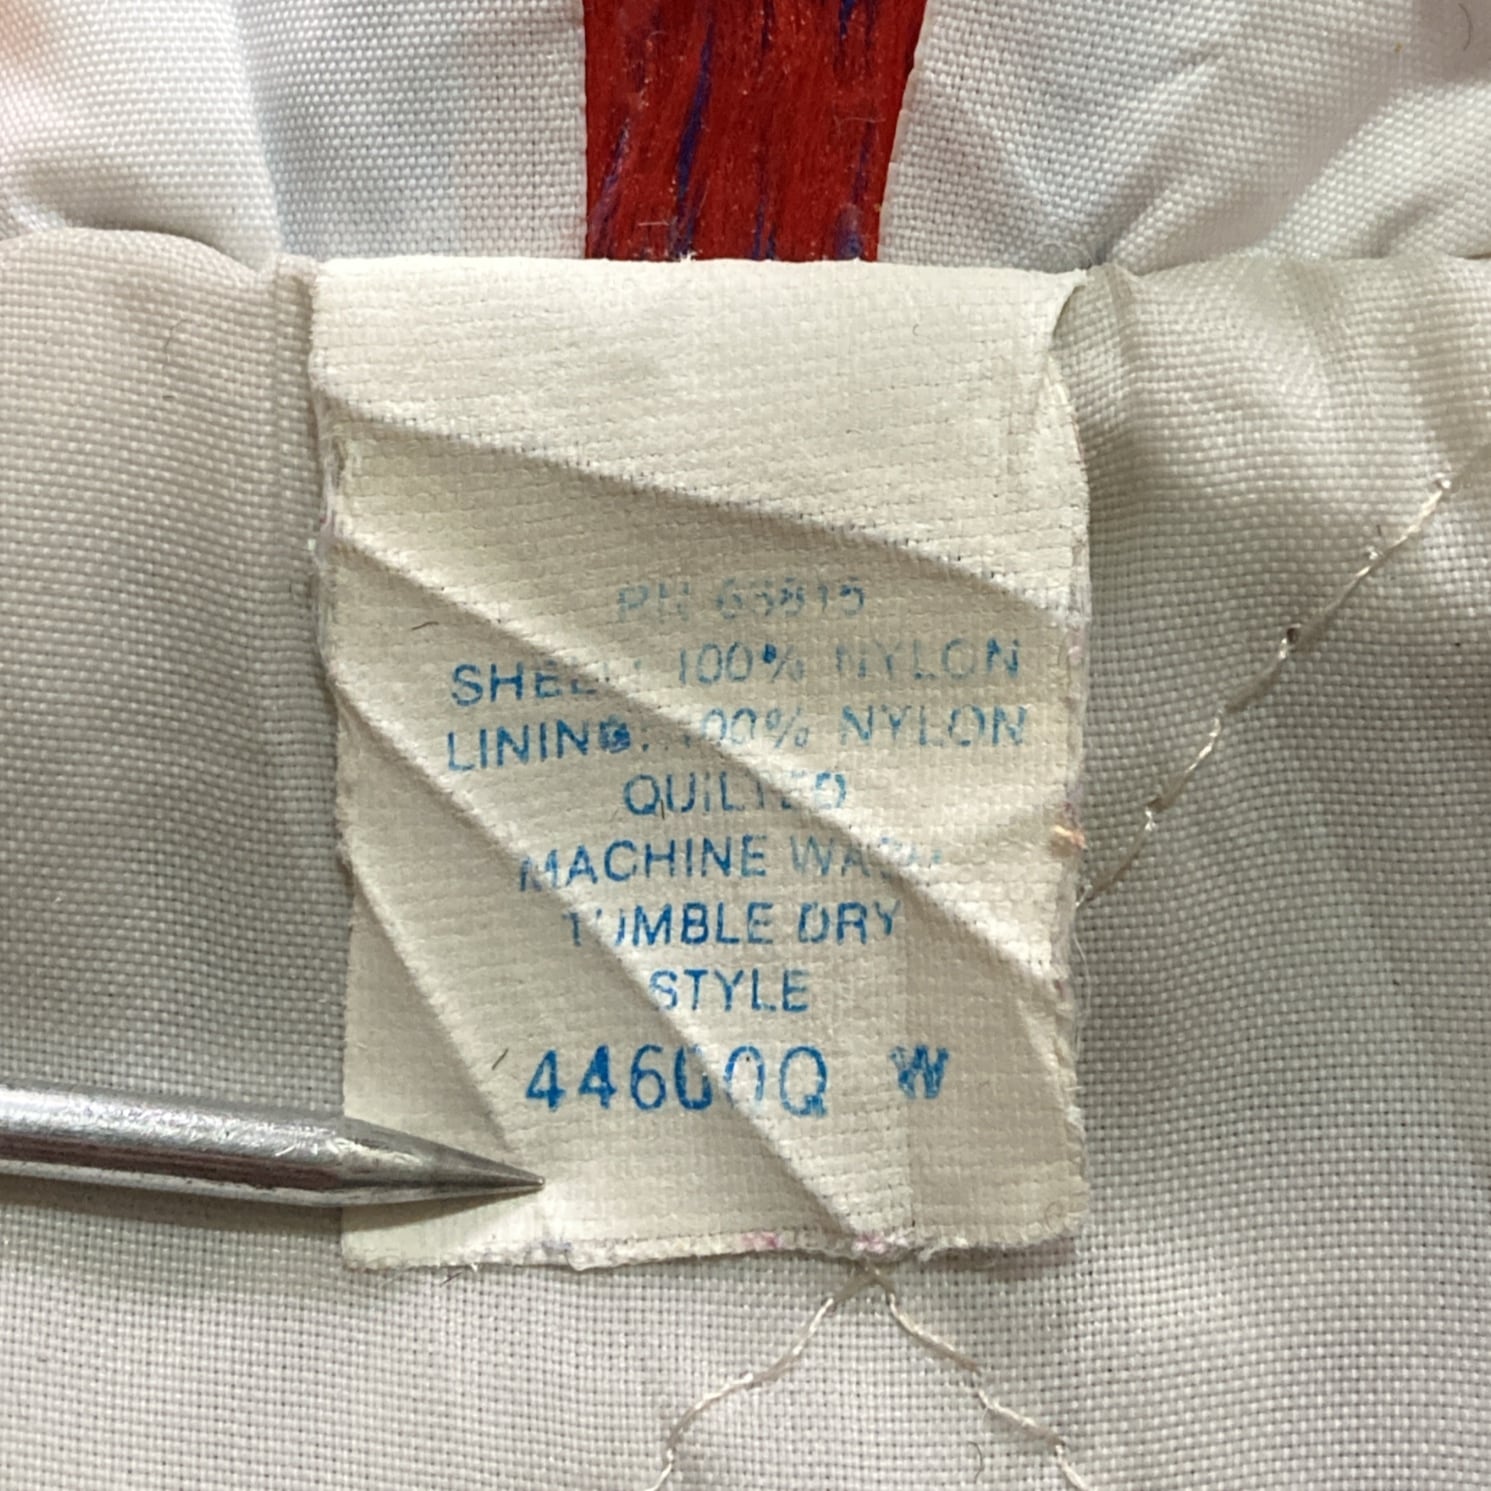 SHELL: 100% NYLON
LINING: 100% NYLON
QUILTED
MACHINE WASH
TUMBLE DRY
STYLE
44600Q W